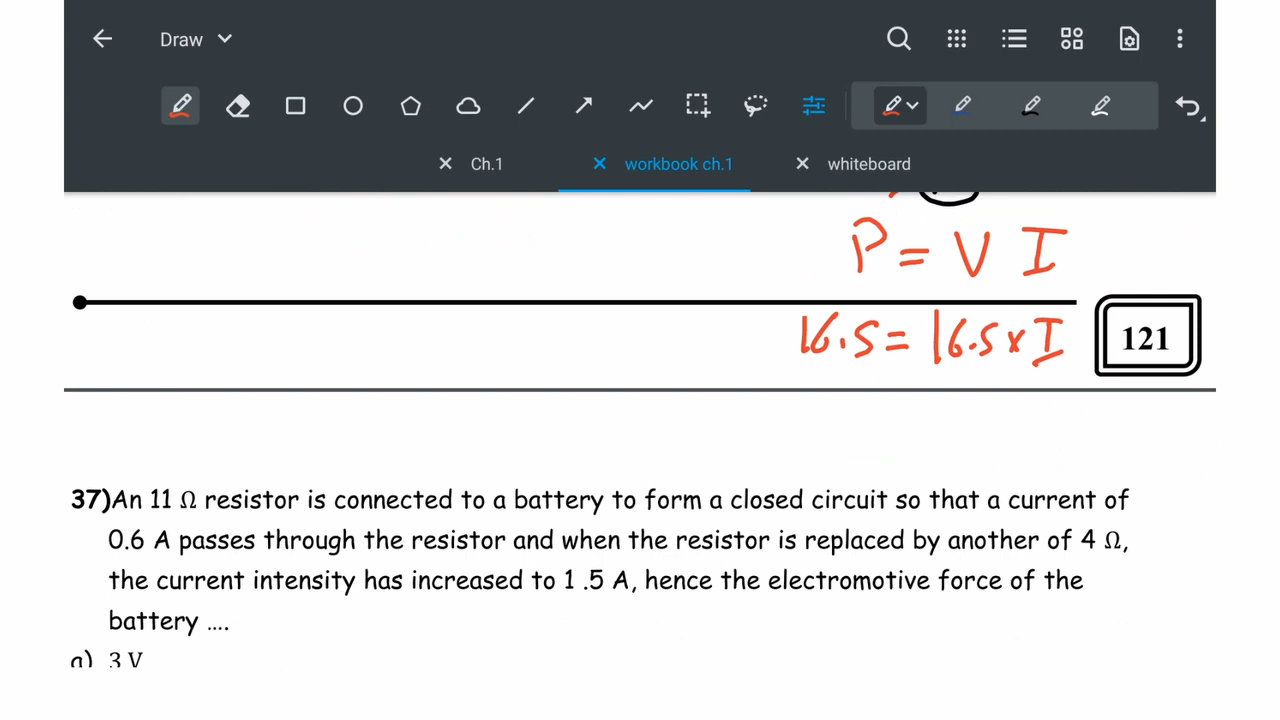 Draw
Ch.1
workbook ch.1
whiteboard
P = V I
16.5 = 16.5 x I
121
37)An 11 Ω resistor is connected to a battery to form a closed circuit so that a current of
0.6 A passes through the resistor and when the resistor is replaced by another of 4 Ω,
the current intensity has increased to 1 .5 A, hence the electromotive force of the
battery ….
a) 3 V